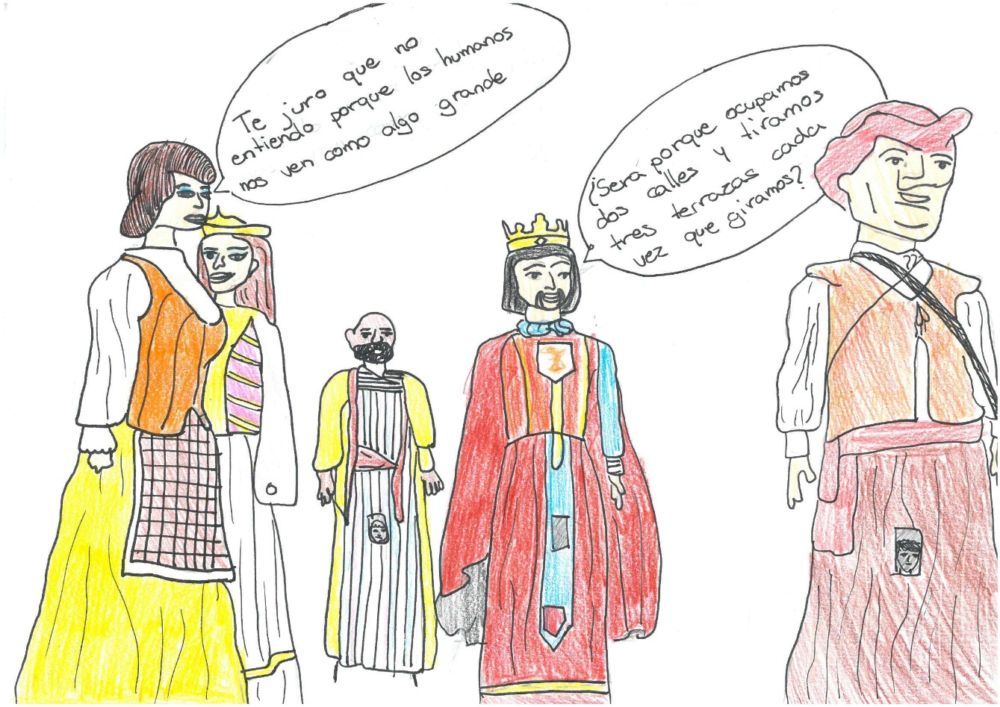 Te juro que no
entiendo porque los humanos
nos ven como algo grande
¿Será porque ocupamos
dos calles y tiramos
tres terrazas cada
vez que giramos?